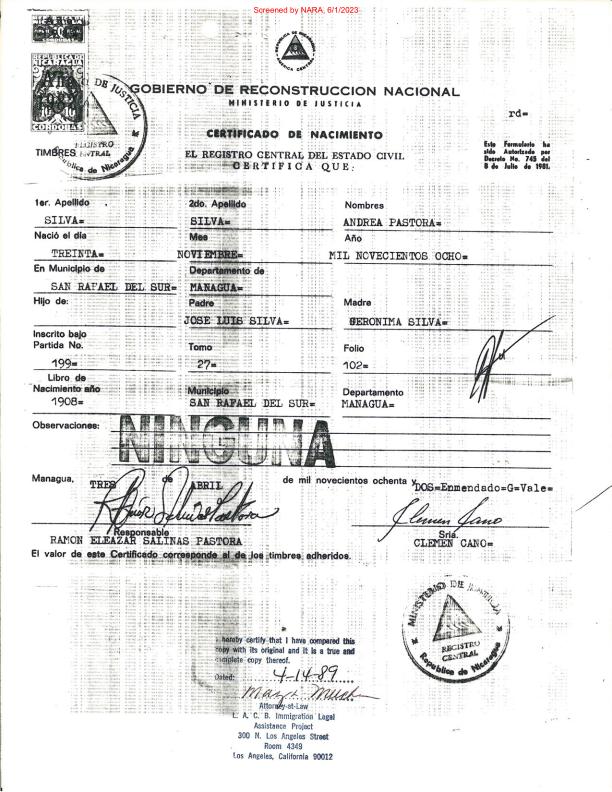 Screened by NARA, 6/1/2023
REPUBLICA DE
NICARAGUA
1982
CORDOBAS
GOBIERNO DE RECONSTRUCCION NACIONAL
MINISTERIO DE JUSTICIA
rd=
CERTIFICADO DE NACIMIENTO
Este Formulario ha
sido Autorizado por
Decreto No. 745 del
8 de Julio de 1981.
DE JUSTICIA
REGISTRO
CENTRAL
Republica de Nicaragua
TIMBRES
EL REGISTRO CENTRAL DEL ESTADO CIVIL
CERTIFICA QUE:
1er. Apellido 2do. Apellido Nombres
SILVA= SILVA= ANDREA PASTORA=
Nació el día Mes Año
TREINTA= NOVIEMBRE= MIL NOVECIENTOS OCHO=
En Municipio de Departamento de
SAN RAFAEL DEL SUR= MANAGUA=
Hijo de: Padre Madre
JOSE LUIS SILVA= GERONIMA SILVA=
Inscrito bajo
Partida No. Tomo Folio
199= 27= 102=
Libro de
Nacimiento año Municipio Departamento
1908= SAN RAFAEL DEL SUR= MANAGUA=
Observaciones: NINGUNA
Managua, TRES de ABRIL de mil novecientos ochenta y DOS=Enmendado=G=Vale=
Clemen Cano
Responsable Sria.
RAMON ELEAZAR SALINAS PASTORA CLEMEN CANO=
El valor de este Certificado corresponde al de los timbres adheridos.
MINISTERIO DE JUSTICIA
REGISTRO
CENTRAL
Republica de Nicaragua
I hereby certify that I have compared this
copy with its original and it is a true and
complete copy thereof.
Dated: 4-14-89
Attorney-at-Law
L. A. C. B. Immigration Legal
Assistance Project
300 N. Los Angeles Street
Room 4349
Los Angeles, California 90012